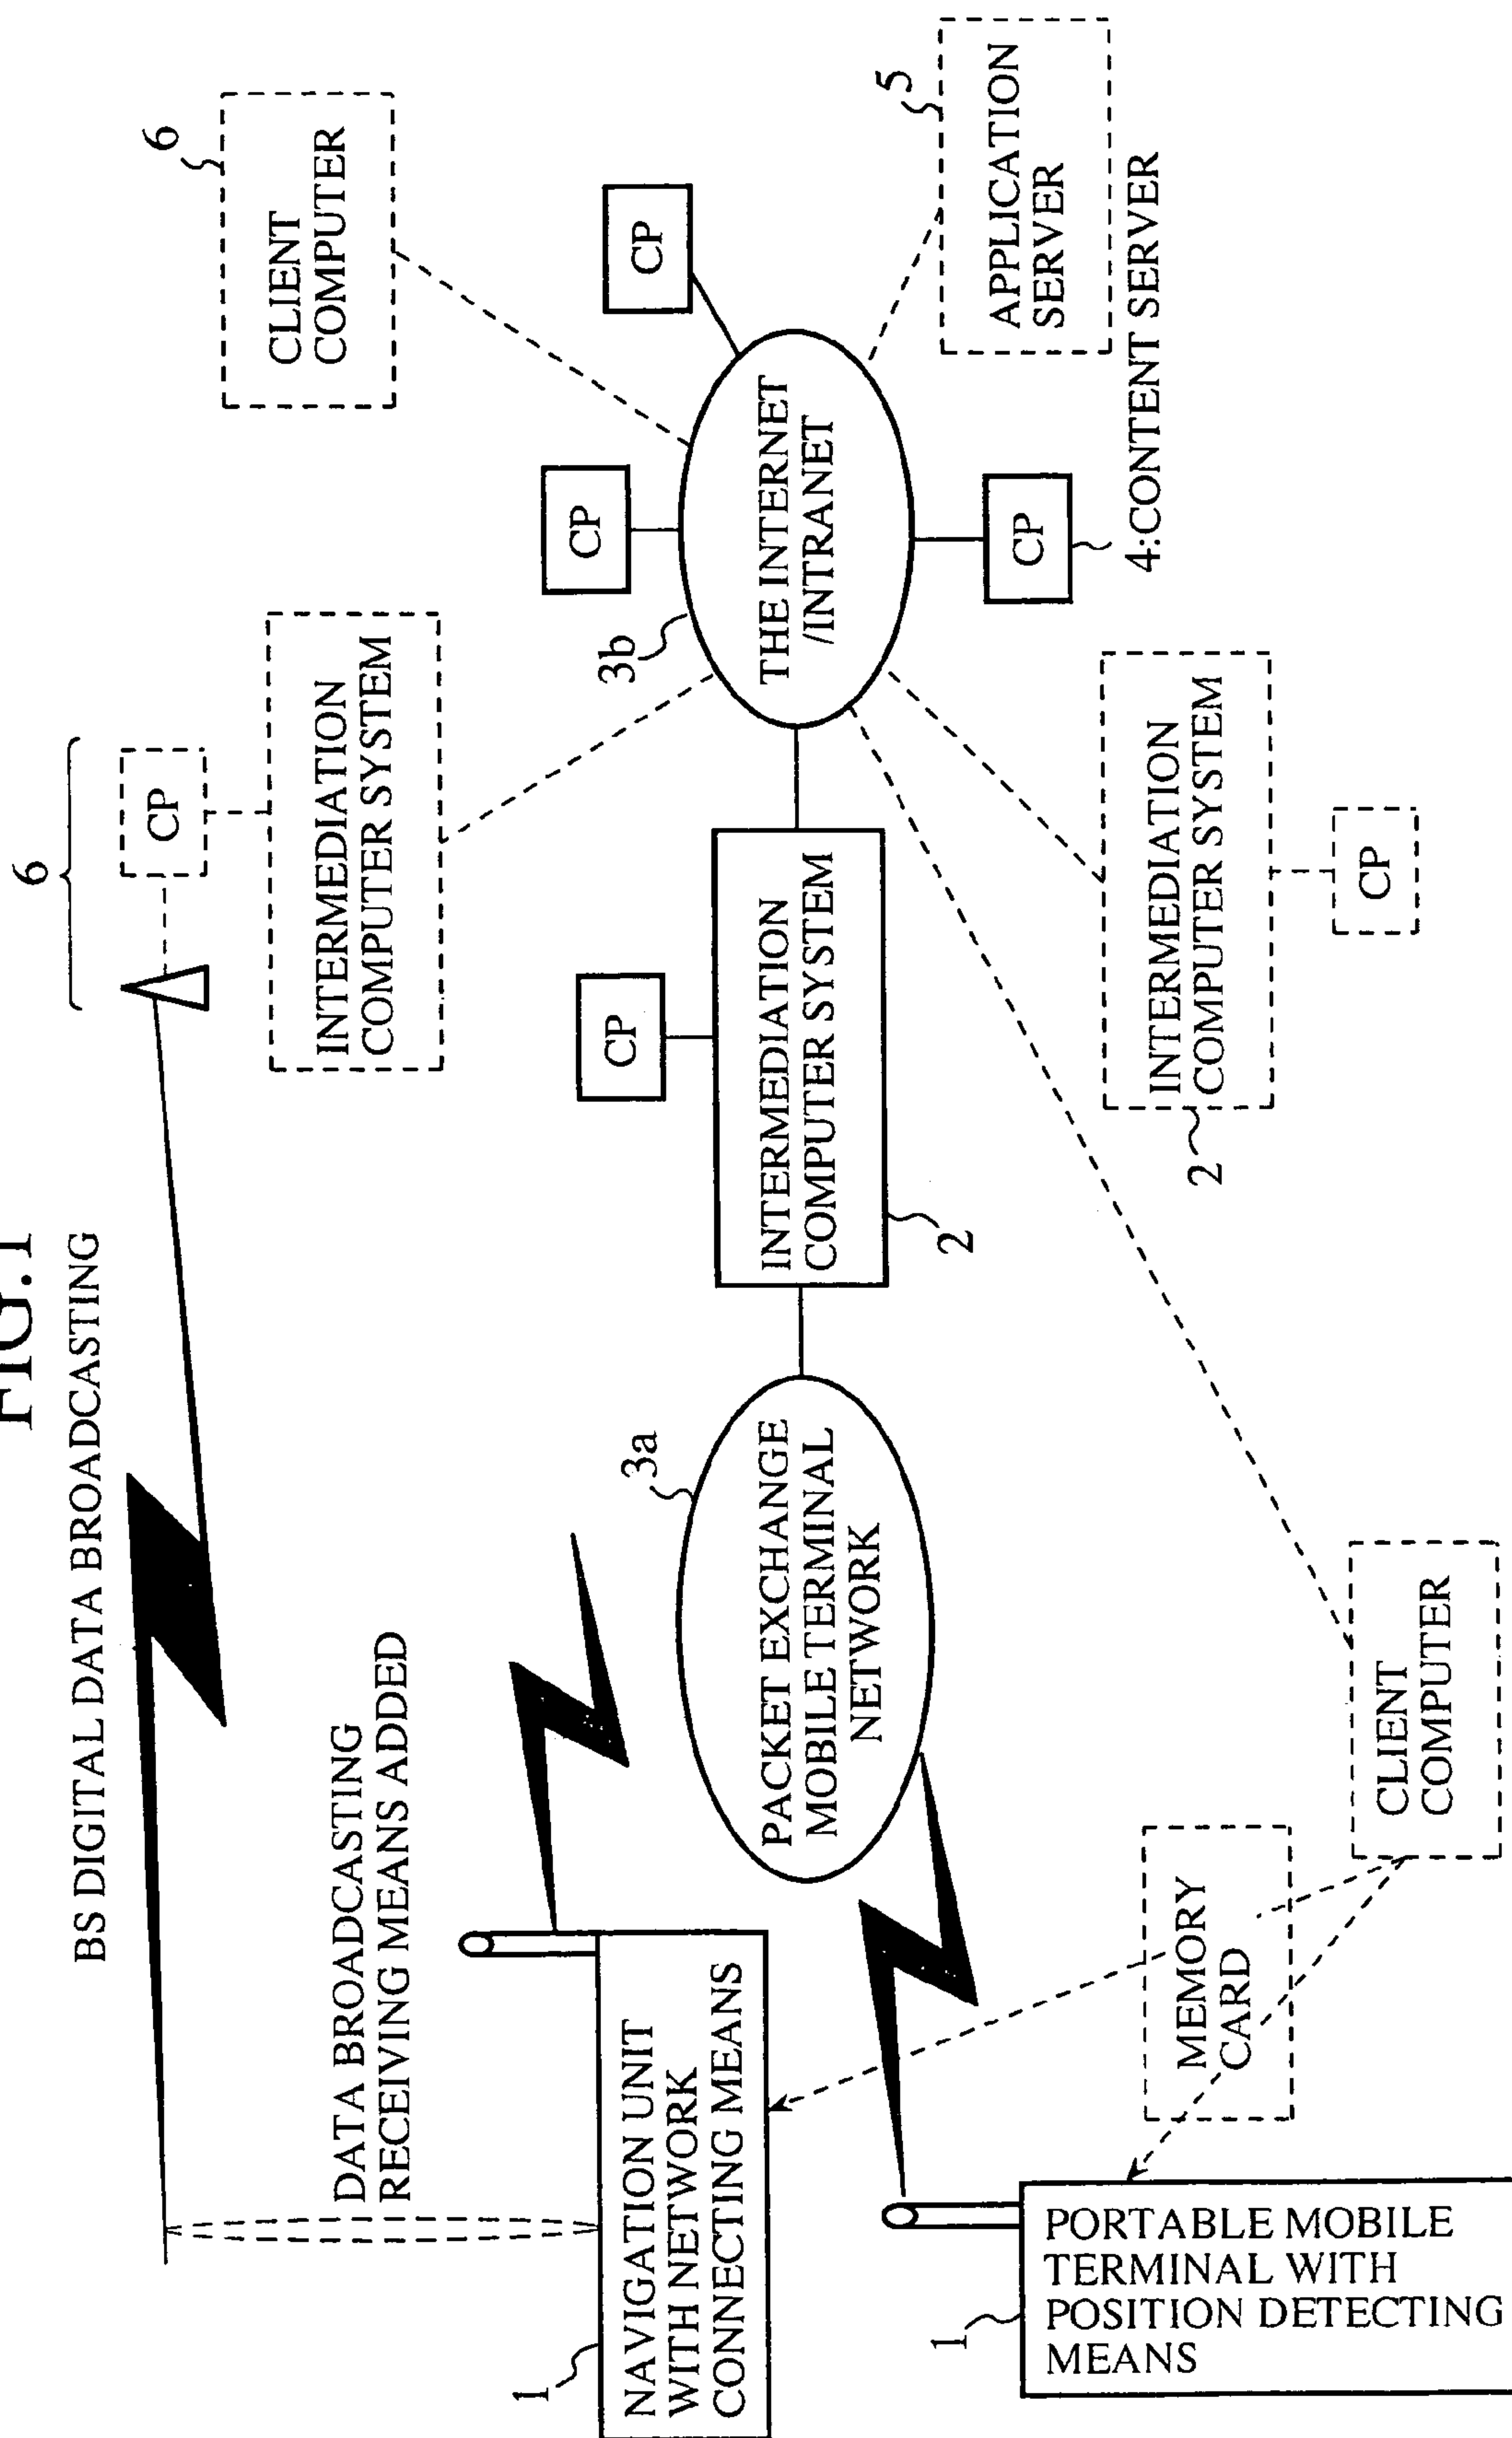 FIG.1
BS DIGITAL DATA BROADCASTING
6
CP
INTERMEDIATION
COMPUTER SYSTEM
6
CLIENT
COMPUTER
DATA BROADCASTING
RECEIVING MEANS ADDED
CP
CP
CP
1
NAVIGATION UNIT
WITH NETWORK
CONNECTING MEANS
3a
PACKET EXCHANGE
MOBILE TERMINAL
NETWORK
INTERMEDIATION
COMPUTER SYSTEM
2
3b
THE INTERNET
/INTRANET
5
APPLICATION
SERVER
CP
4:CONTENT SERVER
1
PORTABLE MOBILE
TERMINAL WITH
POSITION DETECTING
MEANS
MEMORY
CARD
CLIENT
COMPUTER
2
INTERMEDIATION
COMPUTER SYSTEM
CP